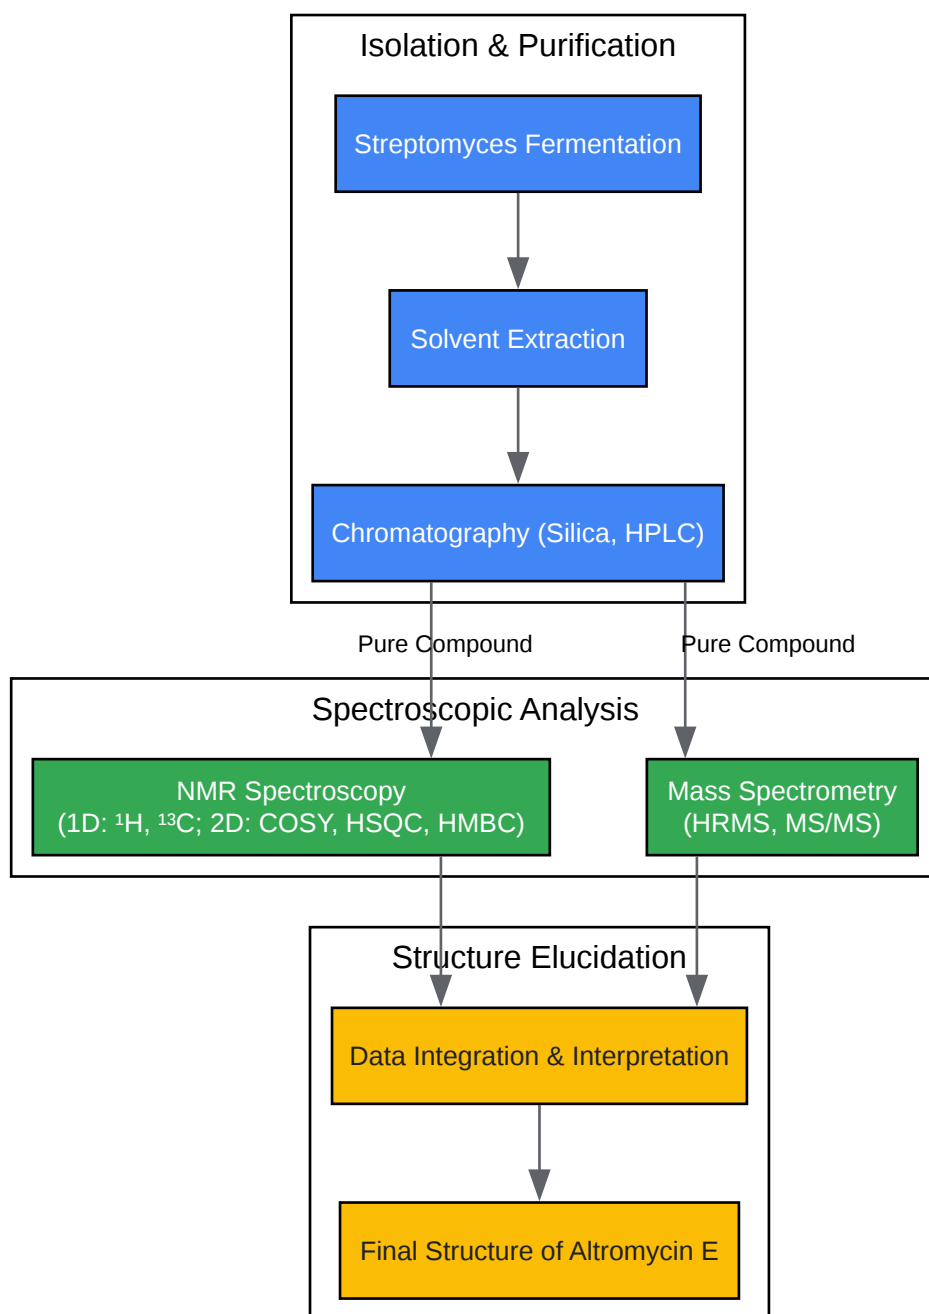 Isolation & Purification
Streptomyces Fermentation
Solvent Extraction
Chromatography (Silica, HPLC)
Pure Compound
Pure Compound
Spectroscopic Analysis
NMR Spectroscopy
(1D: ¹H, ¹³C; 2D: COSY, HSQC, HMBC)
Mass Spectrometry
(HRMS, MS/MS)
Structure Elucidation
Data Integration & Interpretation
Final Structure of Altromycin E